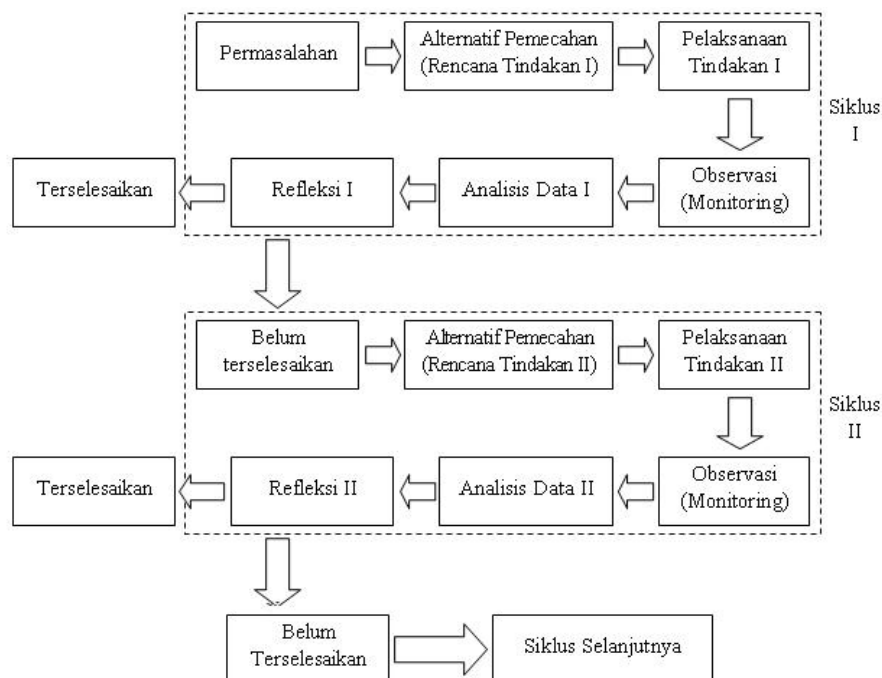 Permasalahan
Alternatif Pemecahan
(Rencana Tindakan I)
Pelaksanaan
Tindakan I
Siklus
I
Terselesaikan
Refleksi I
Analisis Data I
Observasi
(Monitoring)
Belum
terselesaikan
Alternatif Pemecahan
(Rencana Tindakan II)
Pelaksanaan
Tindakan II
Siklus
II
Terselesaikan
Refleksi II
Analisis Data II
Observasi
(Monitoring)
Belum
Terselesaikan
Siklus Selanjutnya